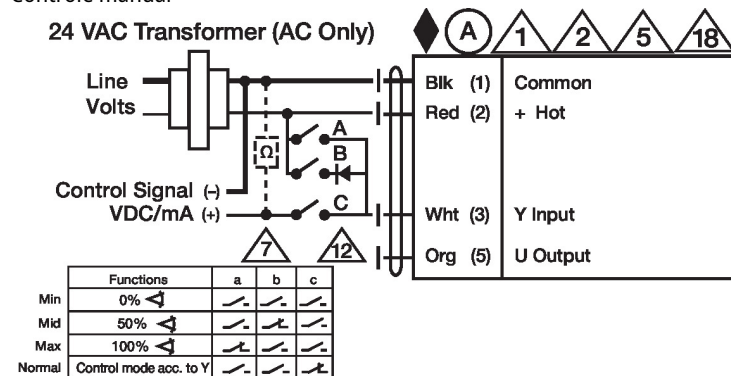 24 VAC Transformer (AC Only)
A 1 2 5 18
Line
Volts
Blk (1) Common
Red (2) + Hot
A
B
Ω
Control Signal (-)
VDC/mA (+)
C
Wht (3) Y Input
7 12
Org (5) U Output
Functions a b c
Min 0%
Mid 50%
Max 100%
Normal Control mode acc. to Y